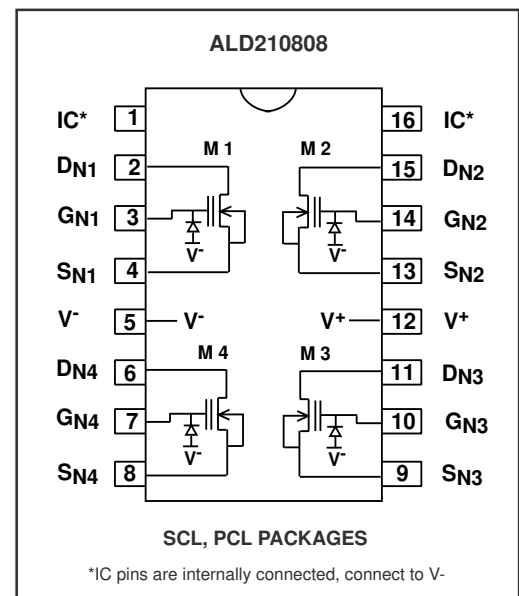 ALD210808
IC* 1 16 IC*
M 1 M 2
DN1 2 15 DN2
GN1 3 14 GN2
V- V-
SN1 4 13 SN2
V- 5 V- V+ 12 V+
M 4 M 3
DN4 6 11 DN3
GN4 7 10 GN3
V- V-
SN4 8 9 SN3
SCL, PCL PACKAGES
*IC pins are internally connected, connect to V-